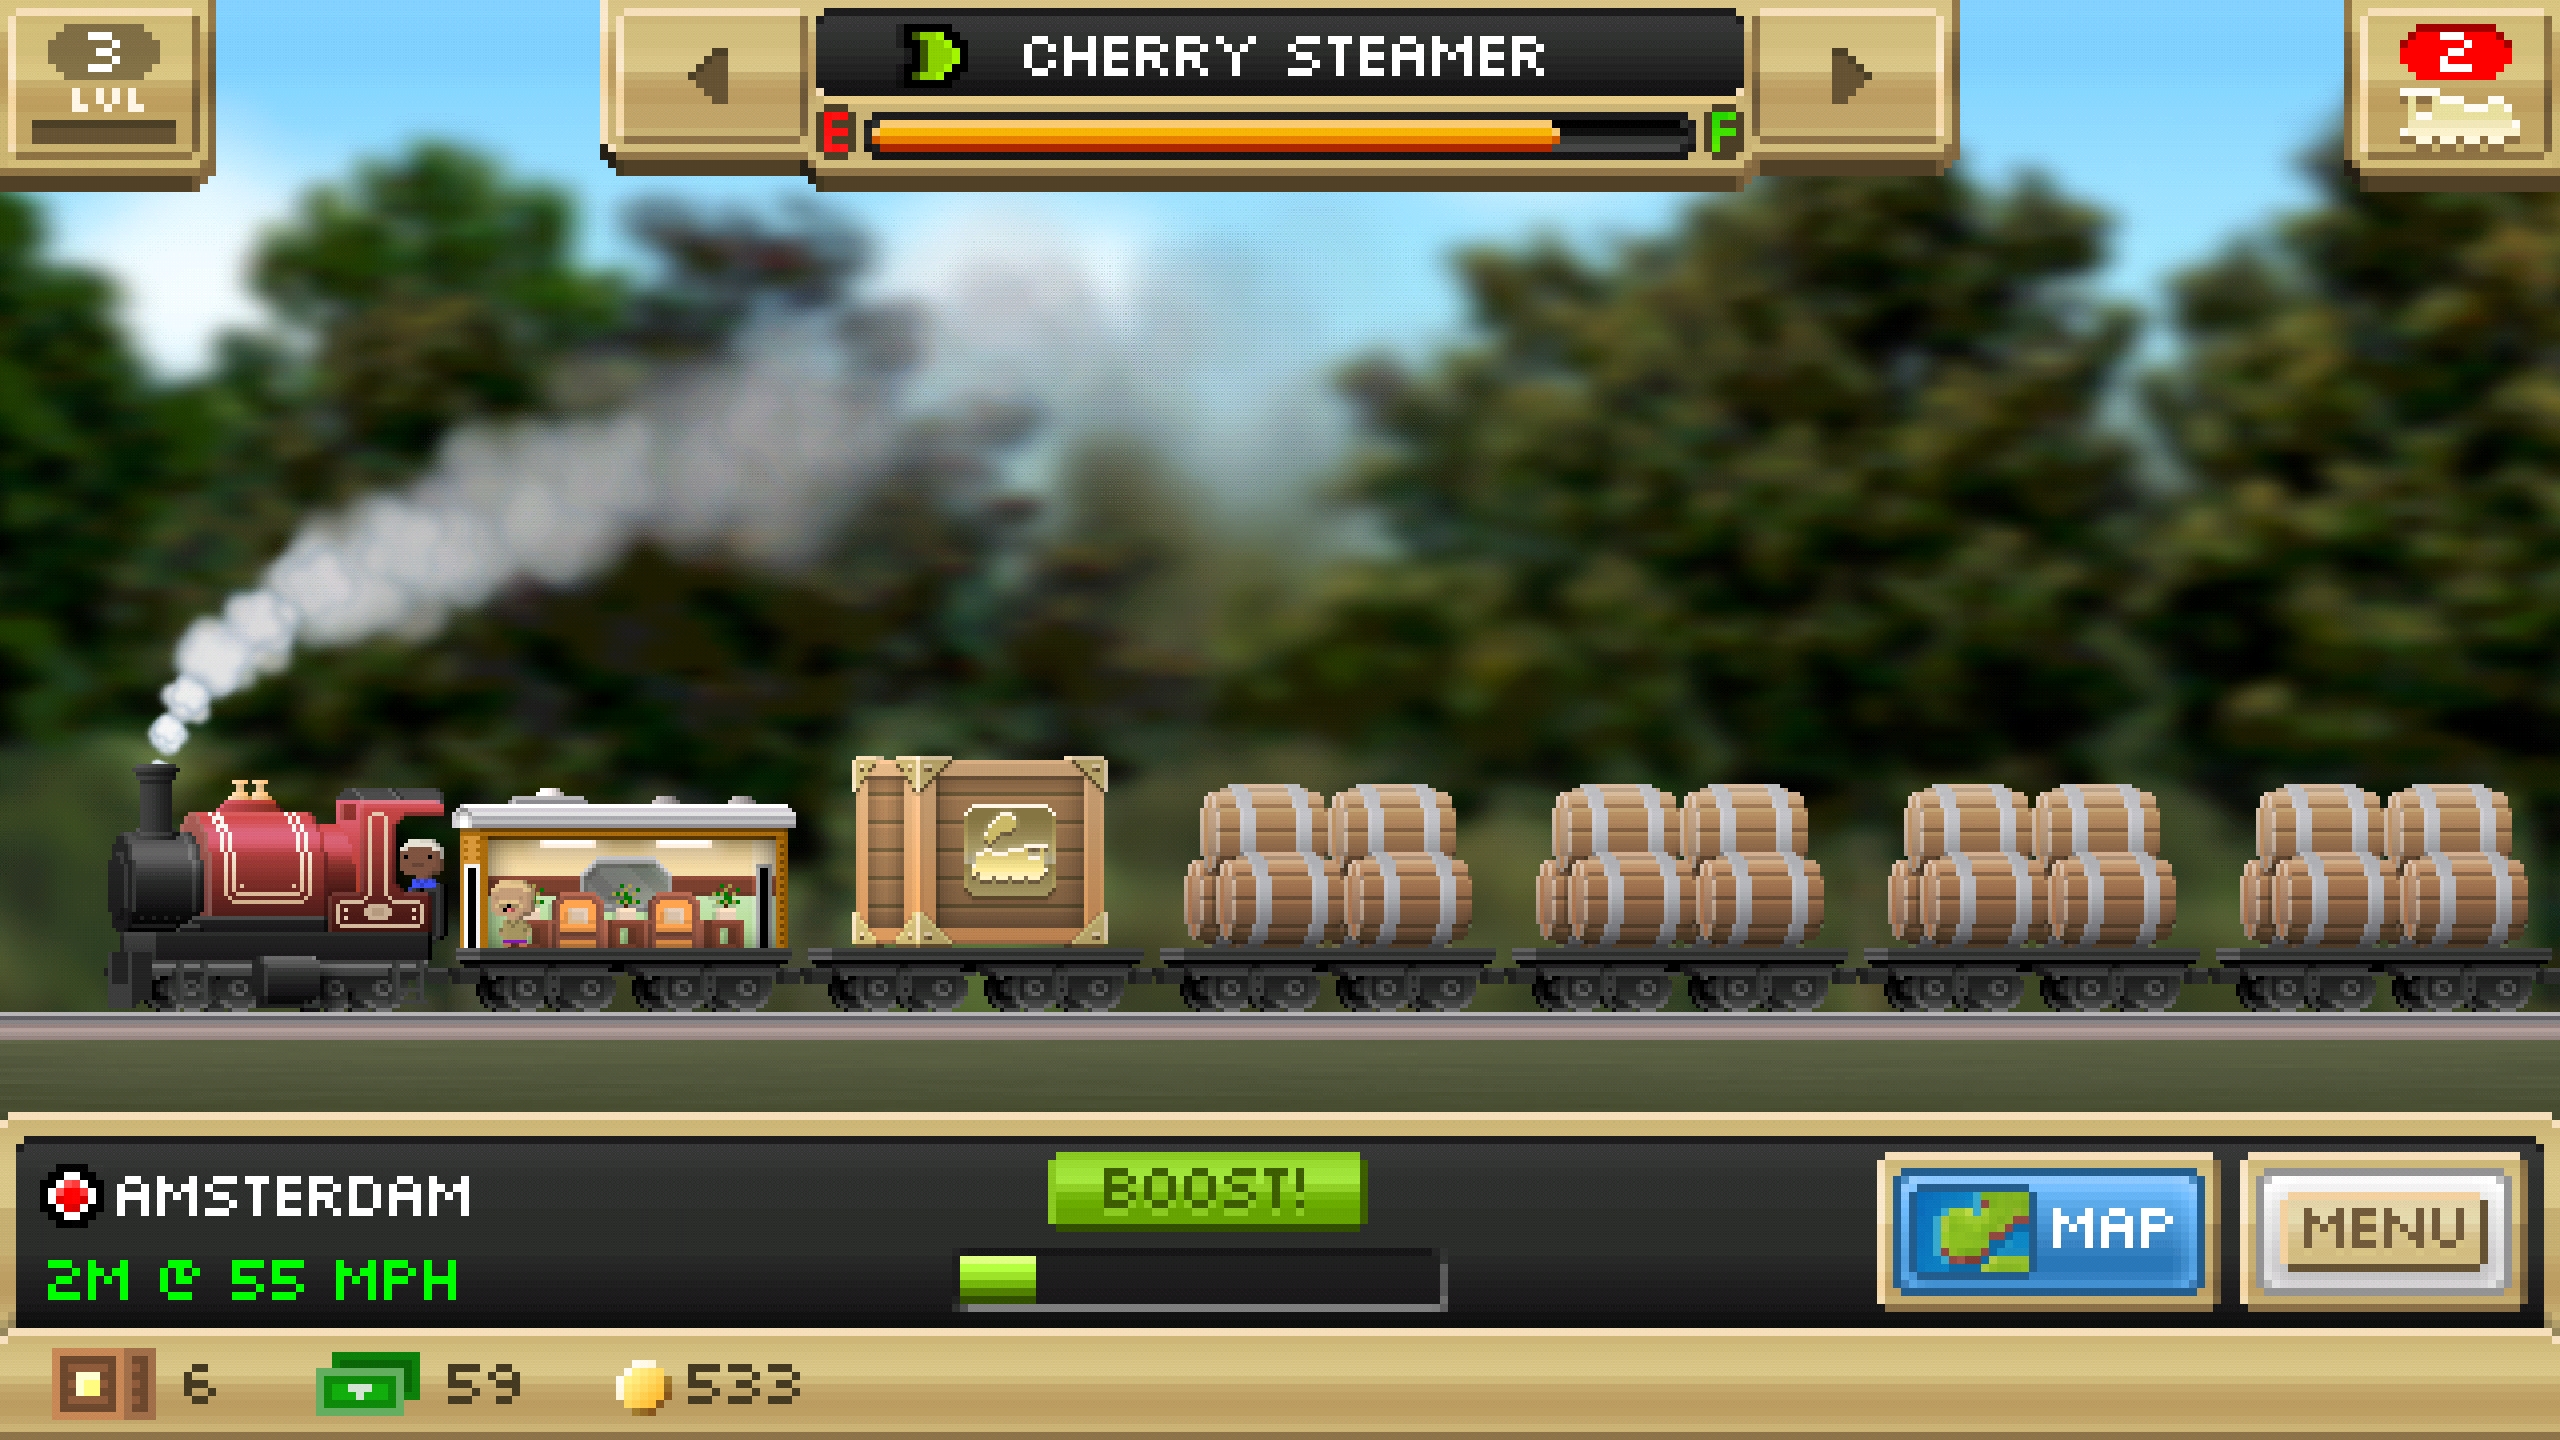 3
LVL
CHERRY STEAMER
E F
2
AMSTERDAM
2M @ 55 MPH
BOOST!
MAP
MENU
6 59 533